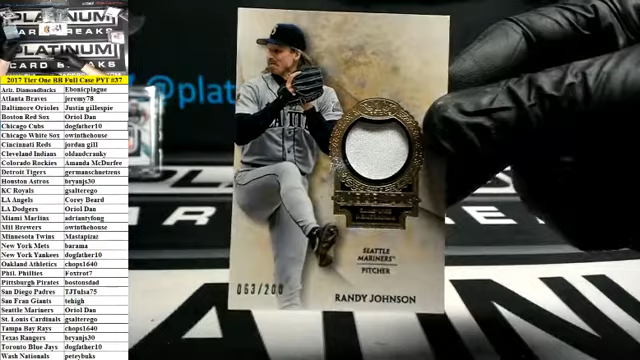 PLATINUM
CARD BREAKS
2017 Tier One BB Full Case PYT #37
Ariz. Diamondbacks Ebonicplague
Atlanta Braves jeremy78
Baltimore Orioles Justin gillespie
Boston Red Sox Oriol Dan
Chicago Cubs dogfather10
Chicago White Sox owinthehouse
Cincinnati Reds jordan gill
Cleveland Indians oldandcranky
Colorado Rockies Amanda McDurfee
Detroit Tigers germanschnetzens
Houston Astros bryanjs30
KC Royals gsalterego
LA Angels Corey Beard
LA Dodgers Oriol Dan
Miami Marlins adriantyfong
Mil Brewers owinthehouse
Minnesota Twins Mastapizaz
New York Mets barama
New York Yankees dogfather10
Oakland Athletics chops1640
Phil. Phillies Foxtrot7
Pittsburgh Pirates bostonsdad
San Diego Padres TJTulsa75
San Fran Giants tehigh
Seattle Mariners Oriol Dan
St. Louis Cardinals gsalterego
Tampa Bay Rays chops1640
Texas Rangers bryanjs30
Toronto Blue Jays dogfather10
Wash Nationals peteybuks
@plat
SEATTLE
MARINERS
PITCHER
063/200
RANDY JOHNSON